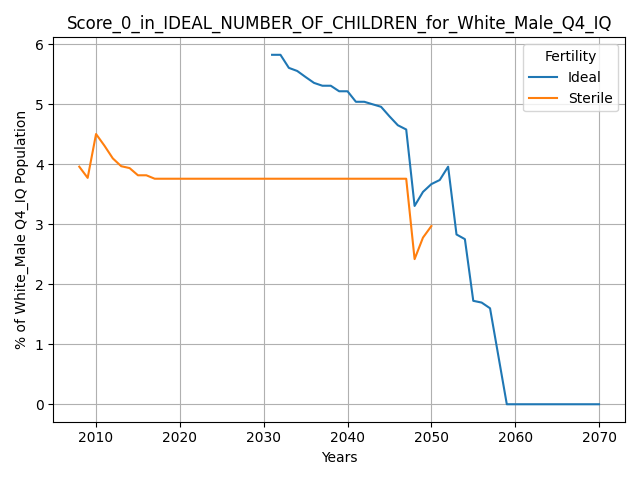 Score_0_in_IDEAL_NUMBER_OF_CHILDREN_for_White_Male_Q4_IQ
Fertility
Ideal
Sterile
% of White_Male Q4_IQ Population
6
5
4
3
2
1
0
2010 2020 2030 2040 2050 2060 2070
Years